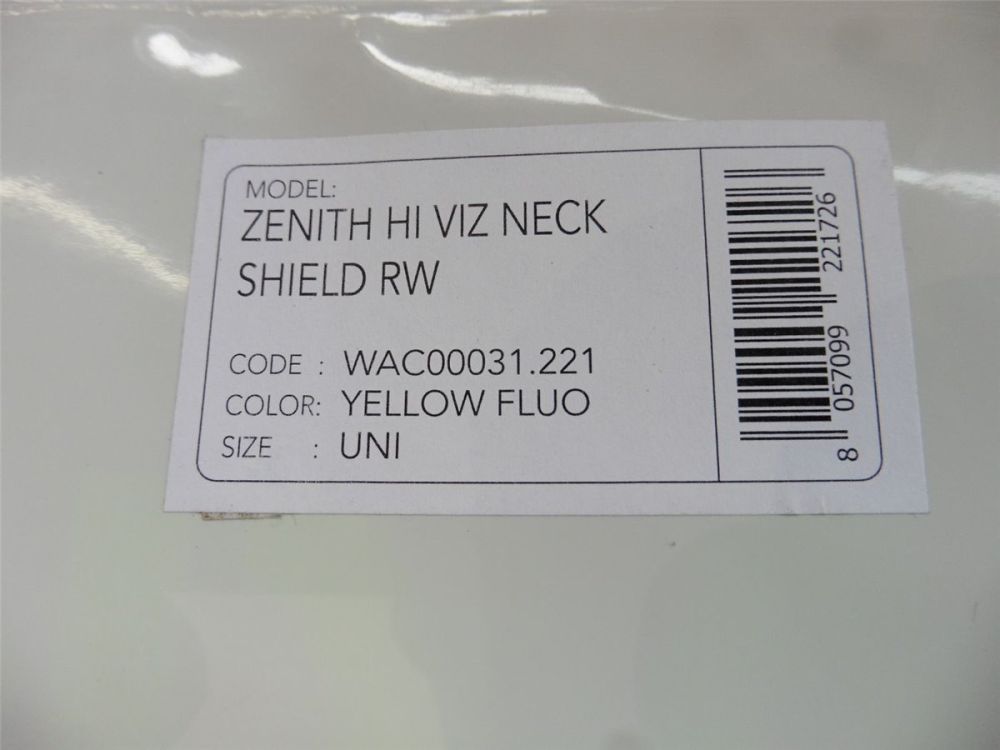 MODEL:
ZENITH HI VIZ NECK
SHIELD RW
CODE : WAC00031.221
COLOR: YELLOW FLUO
SIZE : UNI
8 057099 221726